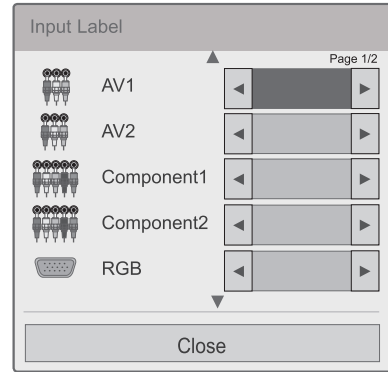 Input Label
Page 1/2
AV1
AV2
Component1
Component2
RGB
Close